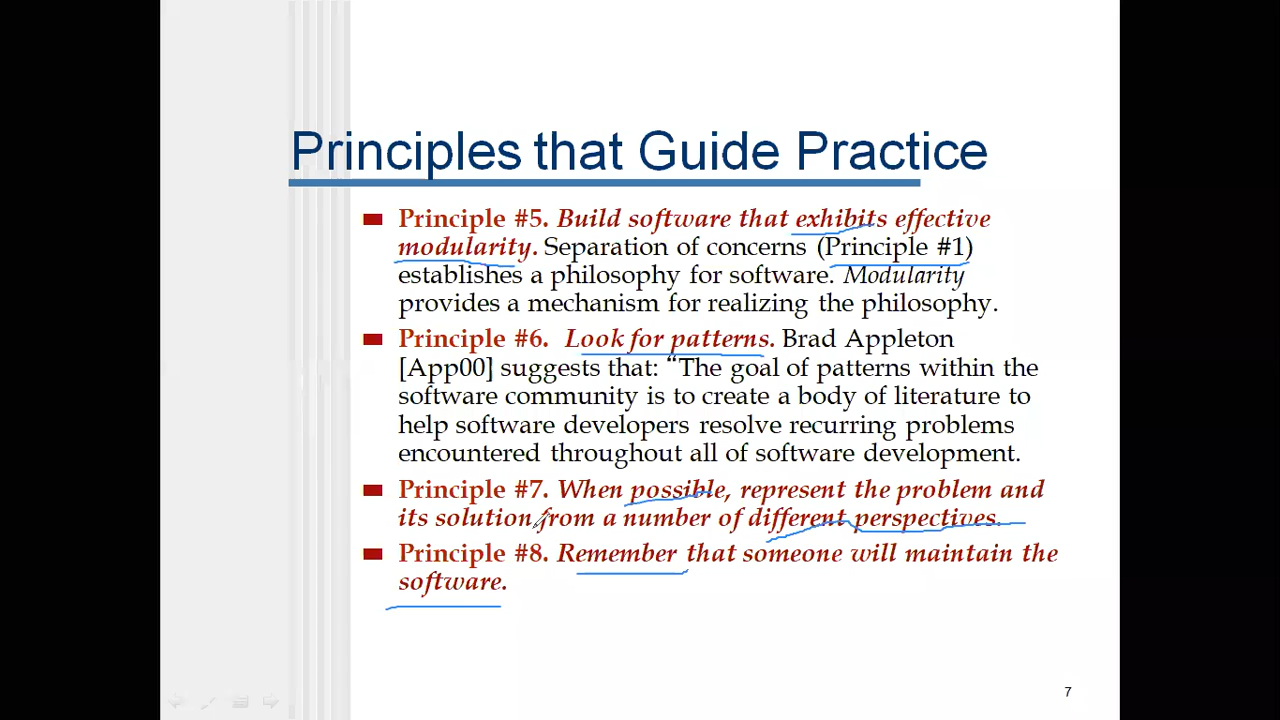 Principles that Guide Practice
Principle #5. Build software that exhibits effective
modularity. Separation of concerns (Principle #1)
establishes a philosophy for software. Modularity
provides a mechanism for realizing the philosophy.
Principle #6. Look for patterns. Brad Appleton
[App00] suggests that: “The goal of patterns within the
software community is to create a body of literature to
help software developers resolve recurring problems
encountered throughout all of software development.
Principle #7. When possible, represent the problem and
its solution from a number of different perspectives.
Principle #8. Remember that someone will maintain the
software.
7